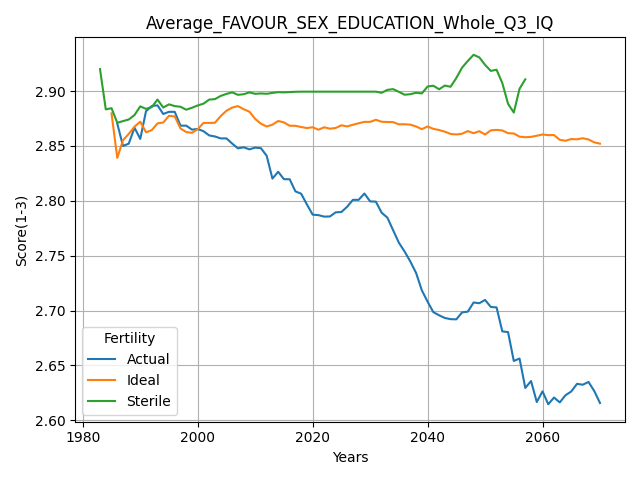 Average_FAVOUR_SEX_EDUCATION_Whole_Q3_IQ
Score(1-3)
2.90
2.85
2.80
2.75
2.70
2.65
2.60
Fertility
Actual
Ideal
Sterile
1980 2000 2020 2040 2060
Years